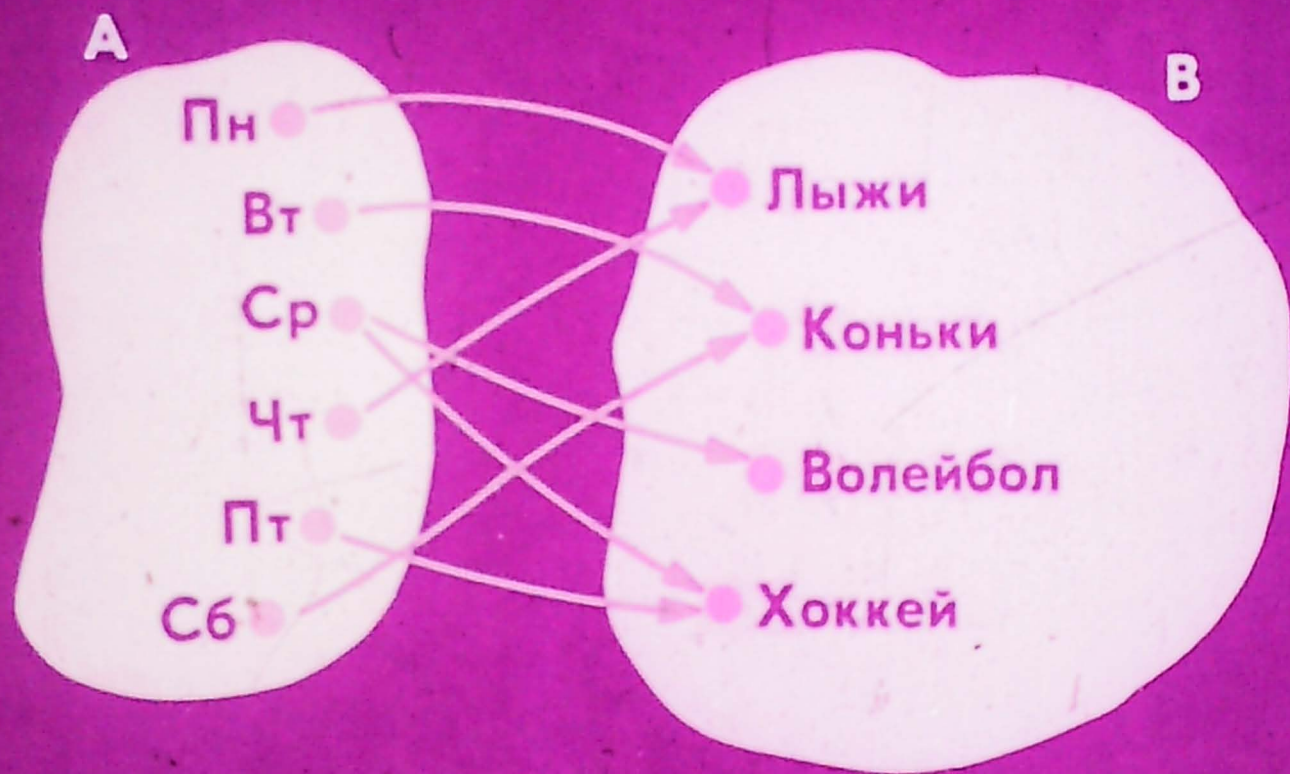 А
В
Пн
Вт
Ср
Чт
Пт
Сб
Лыжи
Коньки
Волейбол
Хоккей